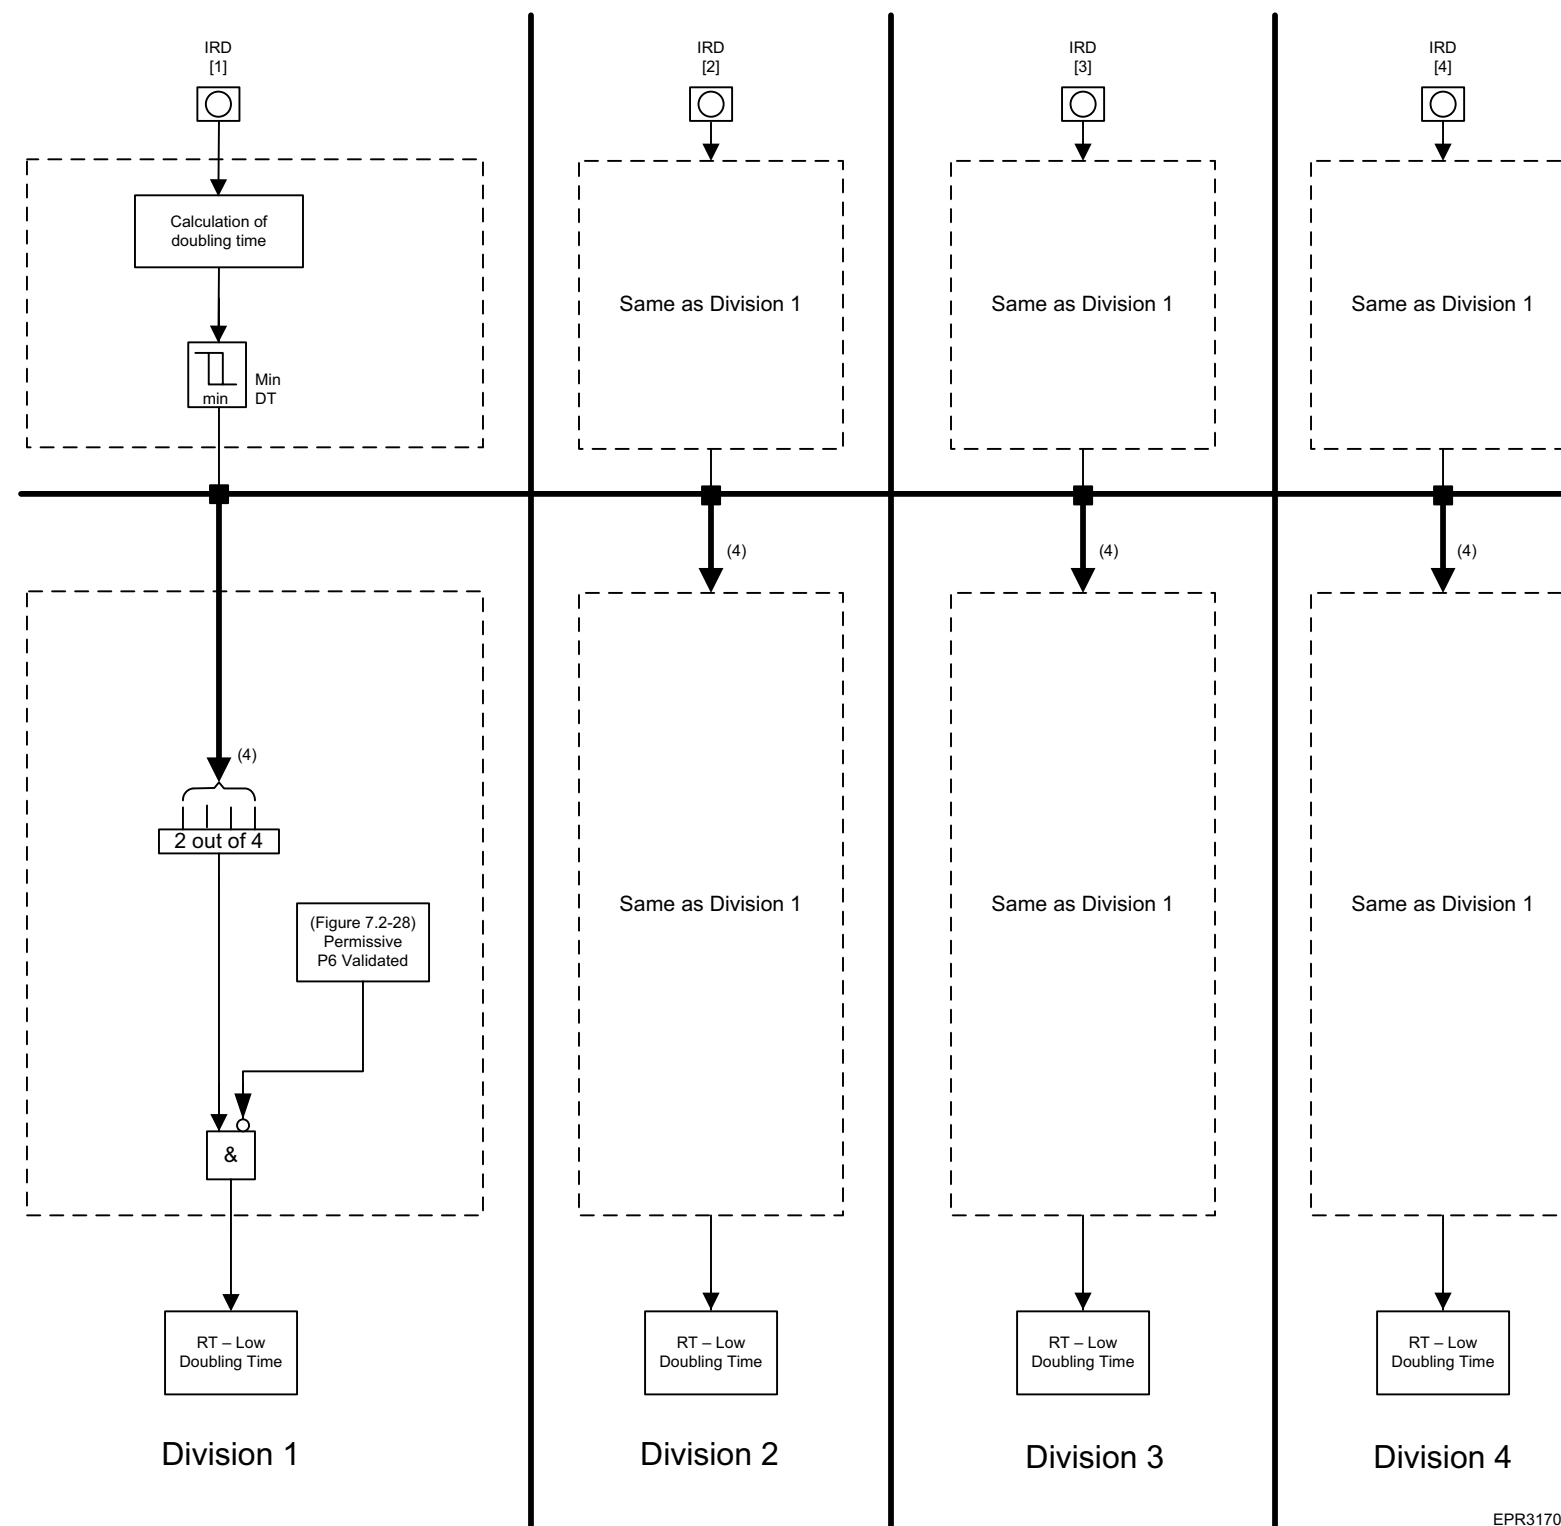 IRD
[1]
IRD
[2]
IRD
[3]
IRD
[4]
Calculation of
doubling time
Same as Division 1
Same as Division 1
Same as Division 1
Min
DT
min
(4)
(4)
(4)
(4)
2 out of 4
(Figure 7.2-28)
Permissive
P6 Validated
Same as Division 1
Same as Division 1
Same as Division 1
&
RT – Low
Doubling Time
RT – Low
Doubling Time
RT – Low
Doubling Time
RT – Low
Doubling Time
Division 1
Division 2
Division 3
Division 4
EPR3170